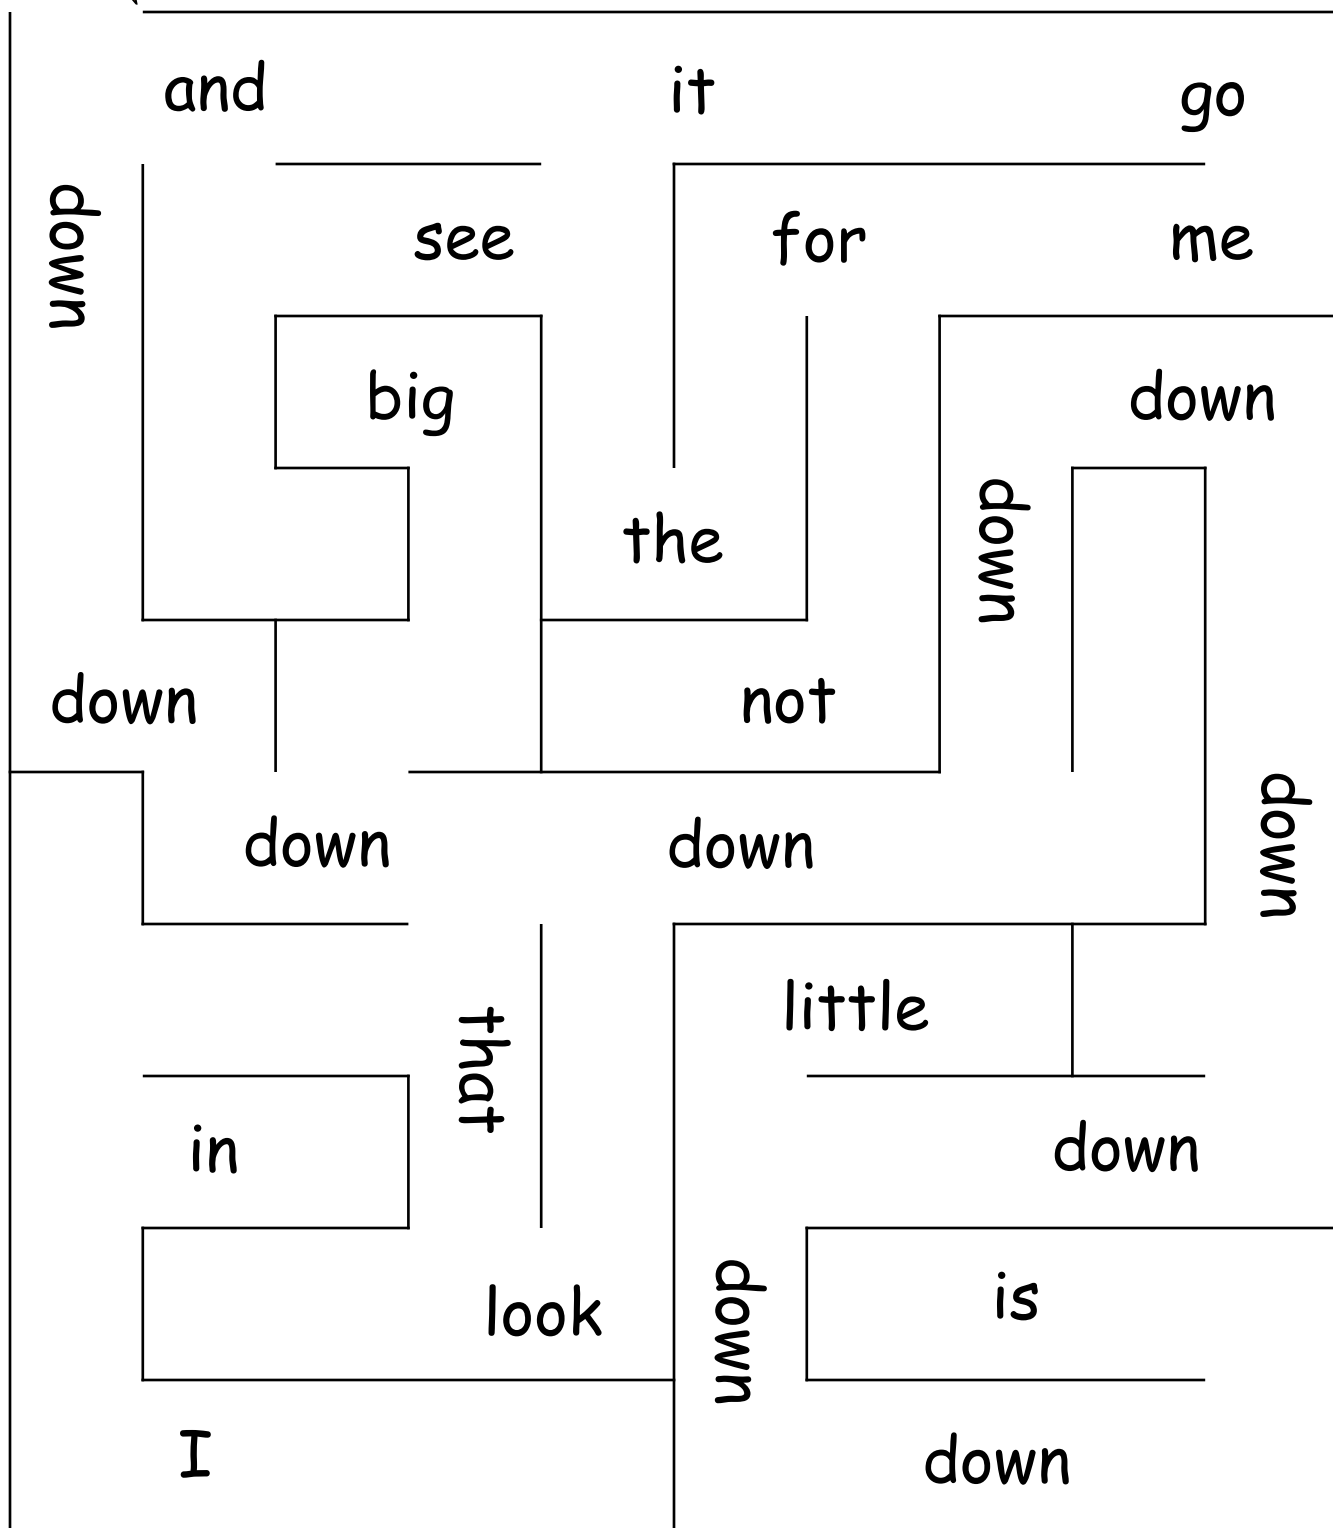 and it go
down
see for me
big down
down
the
down not
down down
down
little
that
in down
look
down
is
I down